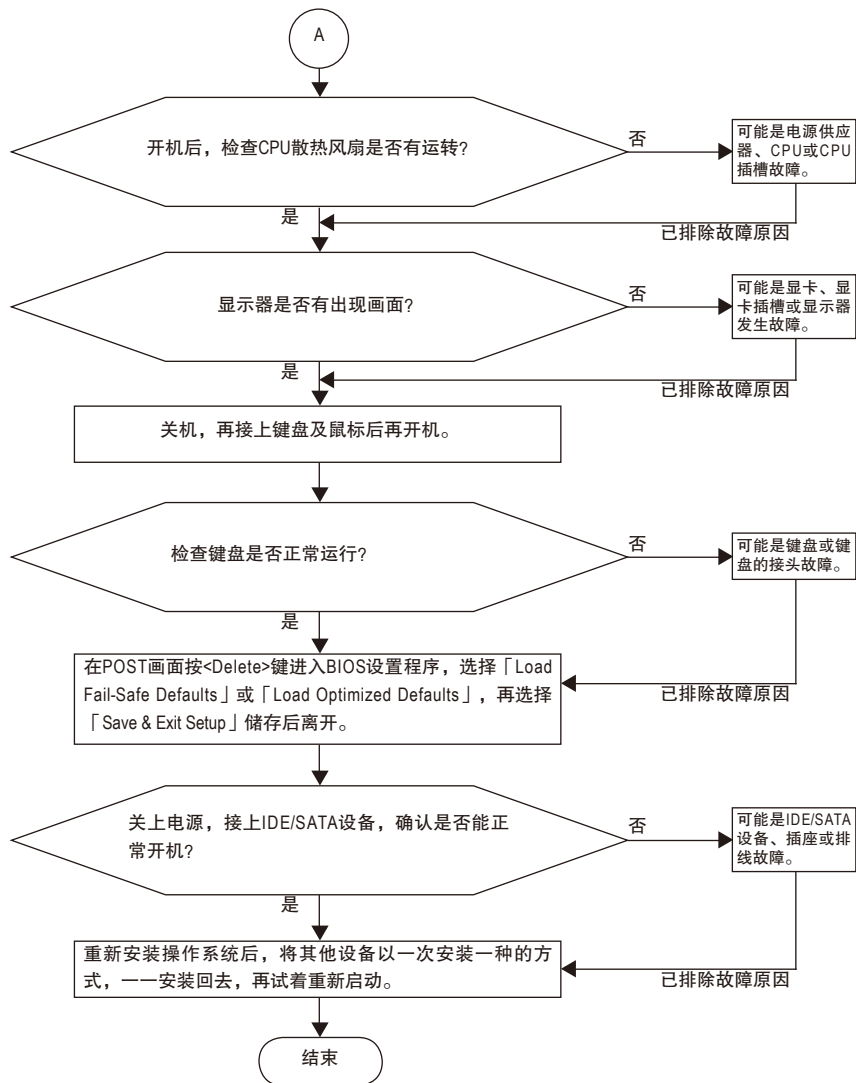 A
开机后，检查CPU散热风扇是否有运转?
否
可能是电源供应
器、CPU或CPU
插槽故障。
是
已排除故障原因
显示器是否有出现画面?
否
可能是显卡、显
卡插槽或显示器
发生故障。
是
已排除故障原因
关机，再接上键盘及鼠标后再开机。
检查键盘是否正常运行?
否
可能是键盘或键
盘的接头故障。
是
在POST画面按<Delete>键进入BIOS设置程序，选择「Load
Fail-Safe Defaults」或「Load Optimized Defaults」，再选择
「Save & Exit Setup」储存后离开。
已排除故障原因
关上电源，接上IDE/SATA设备，确认是否能正
常开机?
否
可能是IDE/SATA
设备、插座或排
线故障。
是
重新安装操作系统后，将其他设备以一次安装一种的方
式，一一安装回去，再试着重新启动。
已排除故障原因
结束